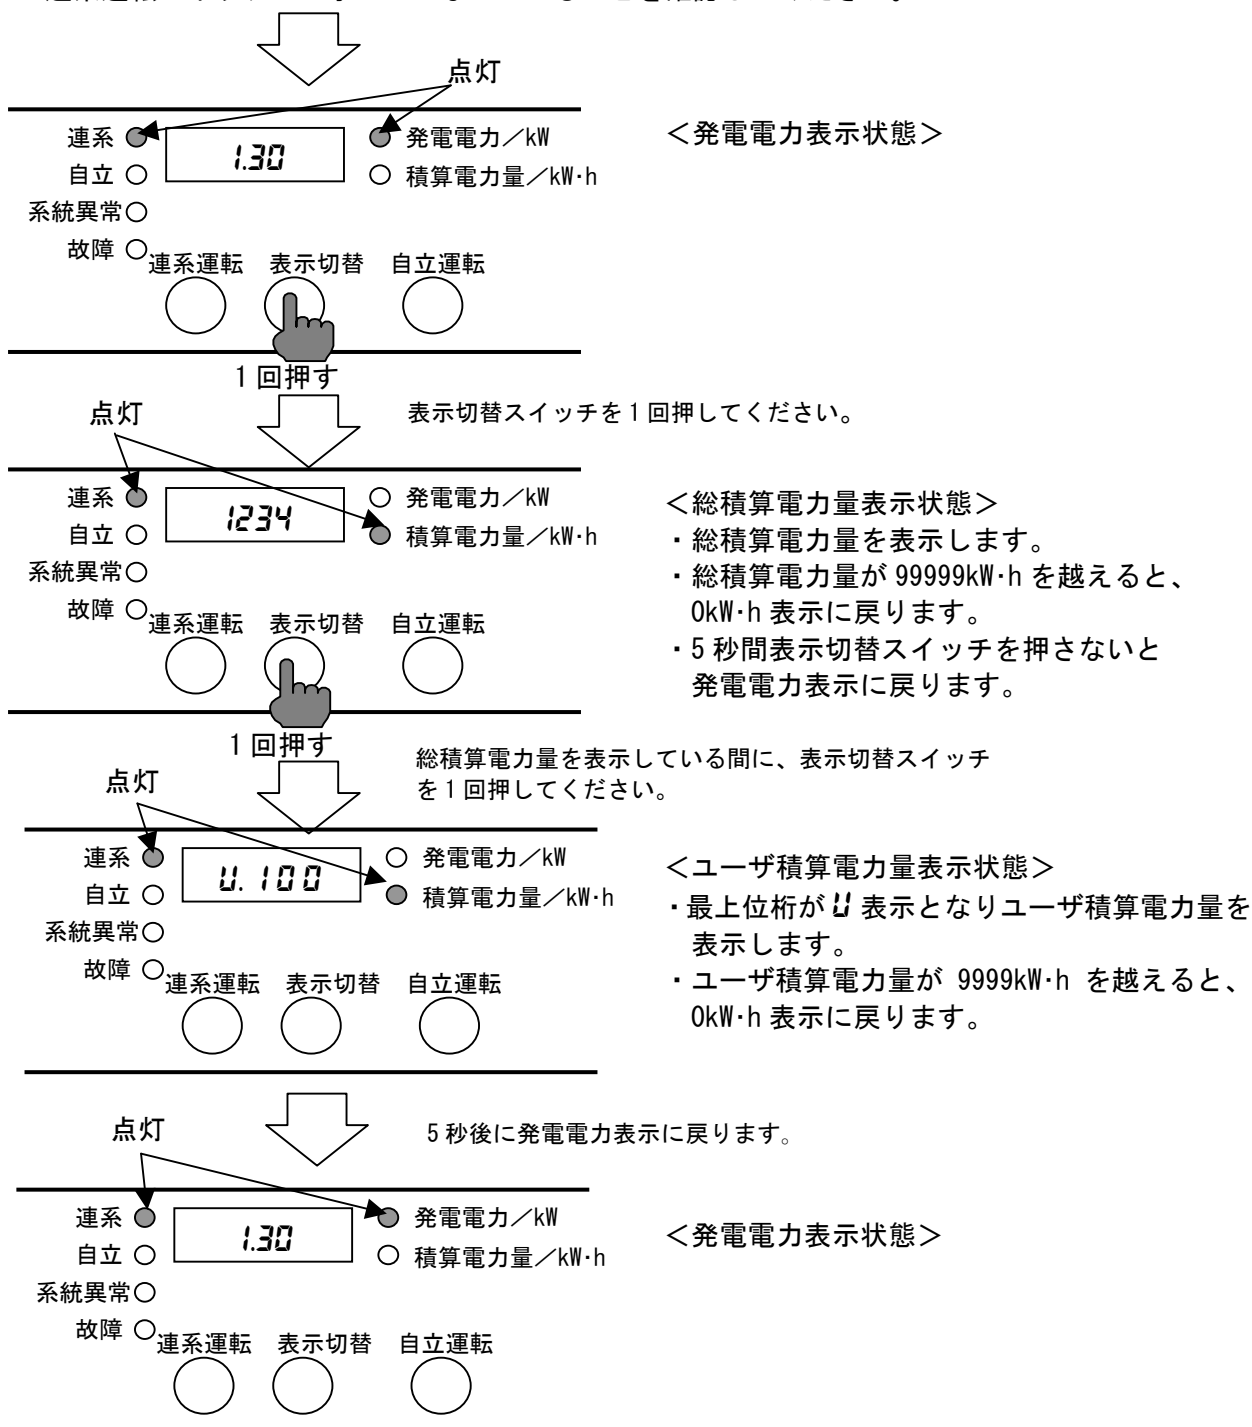 点灯
連系
1.30
発電電力／kW
＜発電電力表示状態＞
自立
積算電力量／kW·h
系統異常
故障
連系運転
表示切替
自立運転
1回押す
点灯
表示切替スイッチを1回押してください。
連系
1234
発電電力／kW
＜総積算電力量表示状態＞
自立
積算電力量／kW·h
・総積算電力量を表示します。
系統異常
・総積算電力量が 99999kW·h を越えると、
故障
0kW·h 表示に戻ります。
連系運転
表示切替
自立運転
・5 秒間表示切替スイッチを押さないと
発電電力表示に戻ります。
1回押す
総積算電力量を表示している間に、表示切替スイッチ
を1回押してください。
点灯
連系
U. 100
発電電力／kW
＜ユーザ積算電力量表示状態＞
自立
積算電力量／kW·h
・最上位桁が U 表示となりユーザ積算電力量を
系統異常
表示します。
故障
・ユーザ積算電力量が 9999kW·h を越えると、
連系運転
表示切替
自立運転
0kW·h 表示に戻ります。
点灯
5 秒後に発電電力表示に戻ります。
連系
1.30
発電電力／kW
＜発電電力表示状態＞
自立
積算電力量／kW·h
系統異常
故障
連系運転
表示切替
自立運転